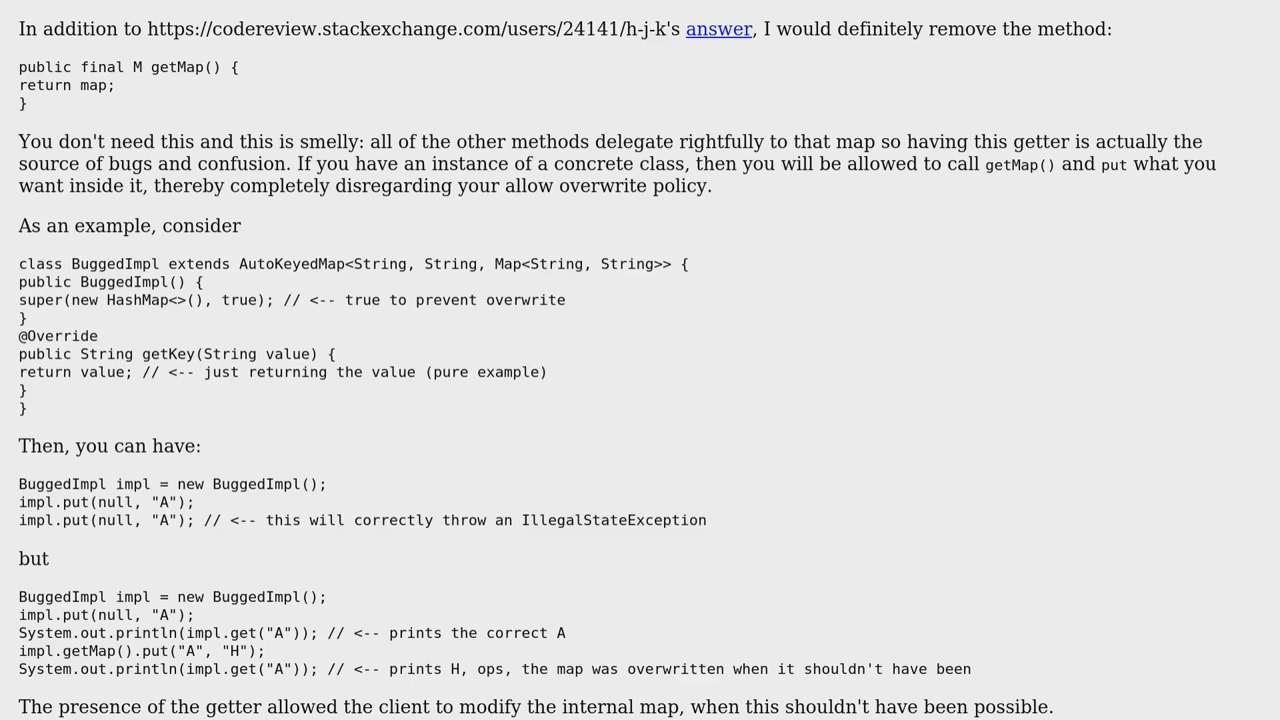 In addition to https://codereview.stackexchange.com/users/24141/h-j-k's answer, I would definitely remove the method:
public final M getMap() {
return map;
}
You don't need this and this is smelly: all of the other methods delegate rightfully to that map so having this getter is actually the
source of bugs and confusion. If you have an instance of a concrete class, then you will be allowed to call getMap() and put what you
want inside it, thereby completely disregarding your allow overwrite policy.
As an example, consider
class BuggedImpl extends AutoKeyedMap<String, String, Map<String, String>> {
public BuggedImpl() {
super(new HashMap<>(), true); // <-- true to prevent overwrite
}
@Override
public String getKey(String value) {
return value; // <-- just returning the value (pure example)
}
}
Then, you can have:
BuggedImpl impl = new BuggedImpl();
impl.put(null, "A");
impl.put(null, "A"); // <-- this will correctly throw an IllegalStateException
but
BuggedImpl impl = new BuggedImpl();
impl.put(null, "A");
System.out.println(impl.get("A")); // <-- prints the correct A
impl.getMap().put("A", "H");
System.out.println(impl.get("A")); // <-- prints H, ops, the map was overwritten when it shouldn't have been
The presence of the getter allowed the client to modify the internal map, when this shouldn't have been possible.